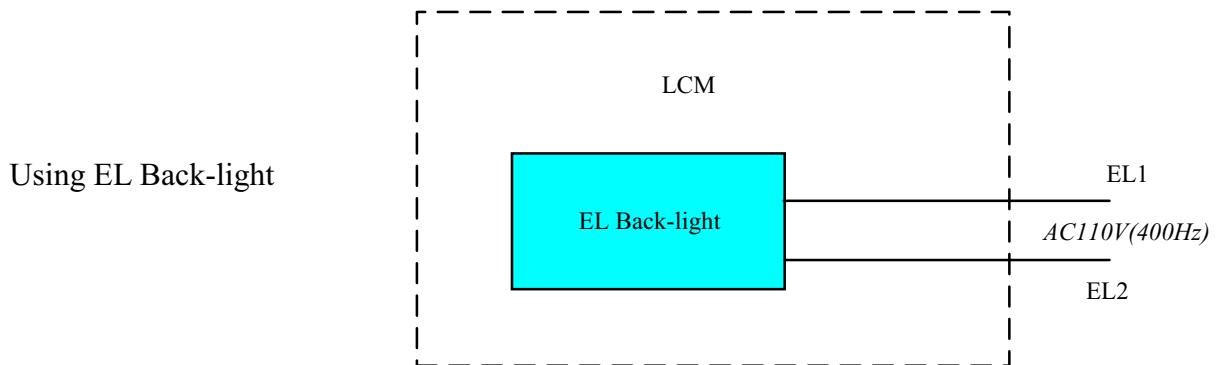 LCM
Using EL Back-light
EL Back-light
EL1
AC110V(400Hz)
EL2